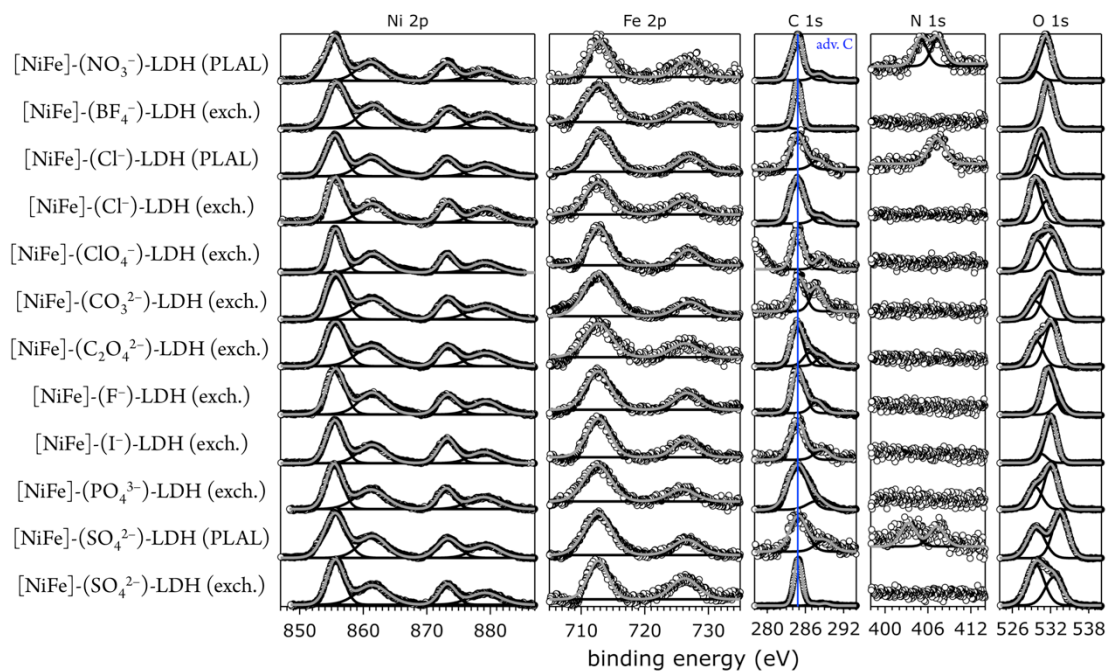 Ni 2p Fe 2p C 1s N 1s O 1s
adv. C
[NiFe]-(NO₃⁻)-LDH (PLAL)
[NiFe]-(BF₄⁻)-LDH (exch.)
[NiFe]-(Cl⁻)-LDH (PLAL)
[NiFe]-(Cl⁻)-LDH (exch.)
[NiFe]-(ClO₄⁻)-LDH (exch.)
[NiFe]-(CO₃²⁻)-LDH (exch.)
[NiFe]-(C₂O₄²⁻)-LDH (exch.)
[NiFe]-(F⁻)-LDH (exch.)
[NiFe]-(I⁻)-LDH (exch.)
[NiFe]-(PO₄³⁻)-LDH (exch.)
[NiFe]-(SO₄²⁻)-LDH (PLAL)
[NiFe]-(SO₄²⁻)-LDH (exch.)
850 860 870 880 710 720 730 280 286 292 400 406 412 526 532 538
binding energy (eV)